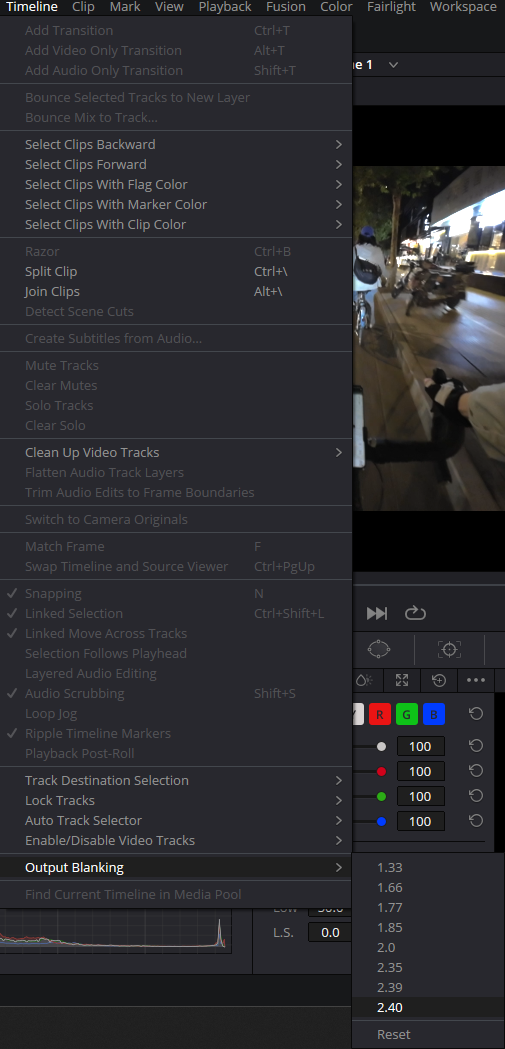 Timeline Clip Mark View Playback Fusion Color Fairlight Workspace
Add Transition Ctrl+T
Add Video Only Transition Alt+T
Add Audio Only Transition Shift+T
e 1
Bounce Selected Tracks to New Layer
Bounce Mix to Track...
Select Clips Backward
Select Clips Forward
Select Clips With Flag Color
Select Clips With Marker Color
Select Clips With Clip Color
Razor Ctrl+B
Split Clip Ctrl+\
Join Clips Alt+\
Detect Scene Cuts
Create Subtitles from Audio...
Mute Tracks
Clear Mutes
Solo Tracks
Clear Solo
Clean Up Video Tracks
Flatten Audio Track Layers
Trim Audio Edits to Frame Boundaries
Switch to Camera Originals
Match Frame F
Swap Timeline and Source Viewer Ctrl+PgUp
Snapping N
Linked Selection Ctrl+Shift+L
Linked Move Across Tracks
Selection Follows Playhead
Layered Audio Editing
Audio Scrubbing Shift+S
Loop Jog
Ripple Timeline Markers
Playback Post-Roll
Y R G B
100
100
100
100
Track Destination Selection
Lock Tracks
Auto Track Selector
Enable/Disable Video Tracks
Output Blanking
Find Current Timeline in Media Pool
1.33
1.66
1.77
1.85
2.0
2.35
2.39
2.40
Reset
Low 50.0
L.S. 0.0